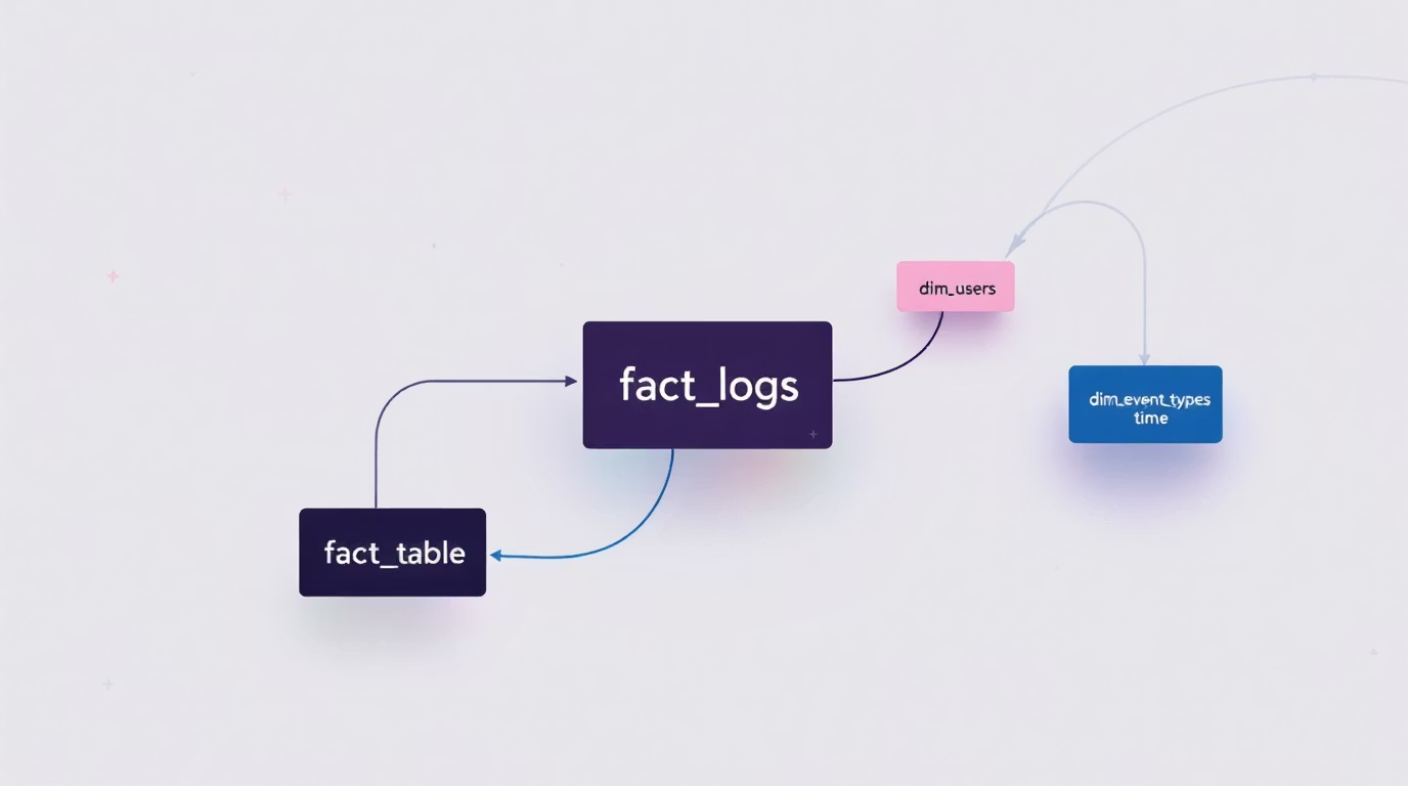 dim_users
fact_logs
dim_event_types
time
fact_table